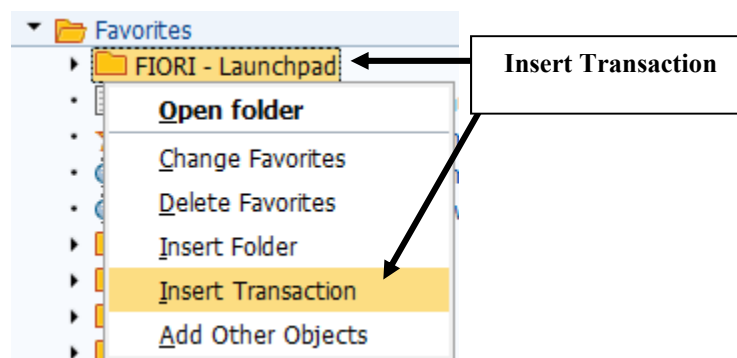 Favorites
FIORI - Launchpad
Insert Transaction
Open folder
Change Favorites
Delete Favorites
Insert Folder
Insert Transaction
Add Other Objects